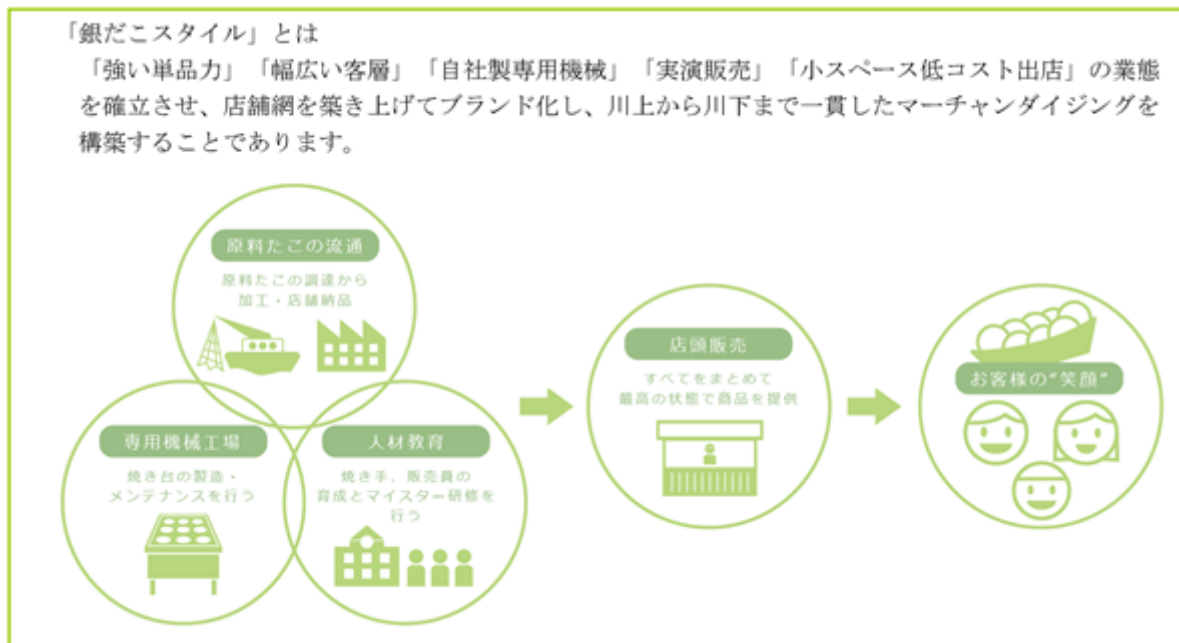 「銀だこスタイル」とは
「強い単品力」「幅広い客層」「自社製専用機械」「実演販売」「小スペース低コスト出店」の業態
を確立させ、店舗網を築き上げてブランド化し、川上から川下まで一貫したマーチャンダイジングを
構築することであります。
原料たこの流通
原料たこの調達から
加工・店舗納品
専用機械工場
焼き台の製造・
メンテナンスを行う
人材教育
焼き手、販売員の
育成とマイスター研修を
行う
店頭販売
すべてをまとめて
最高の状態で商品を提供
お客様の“笑顔”